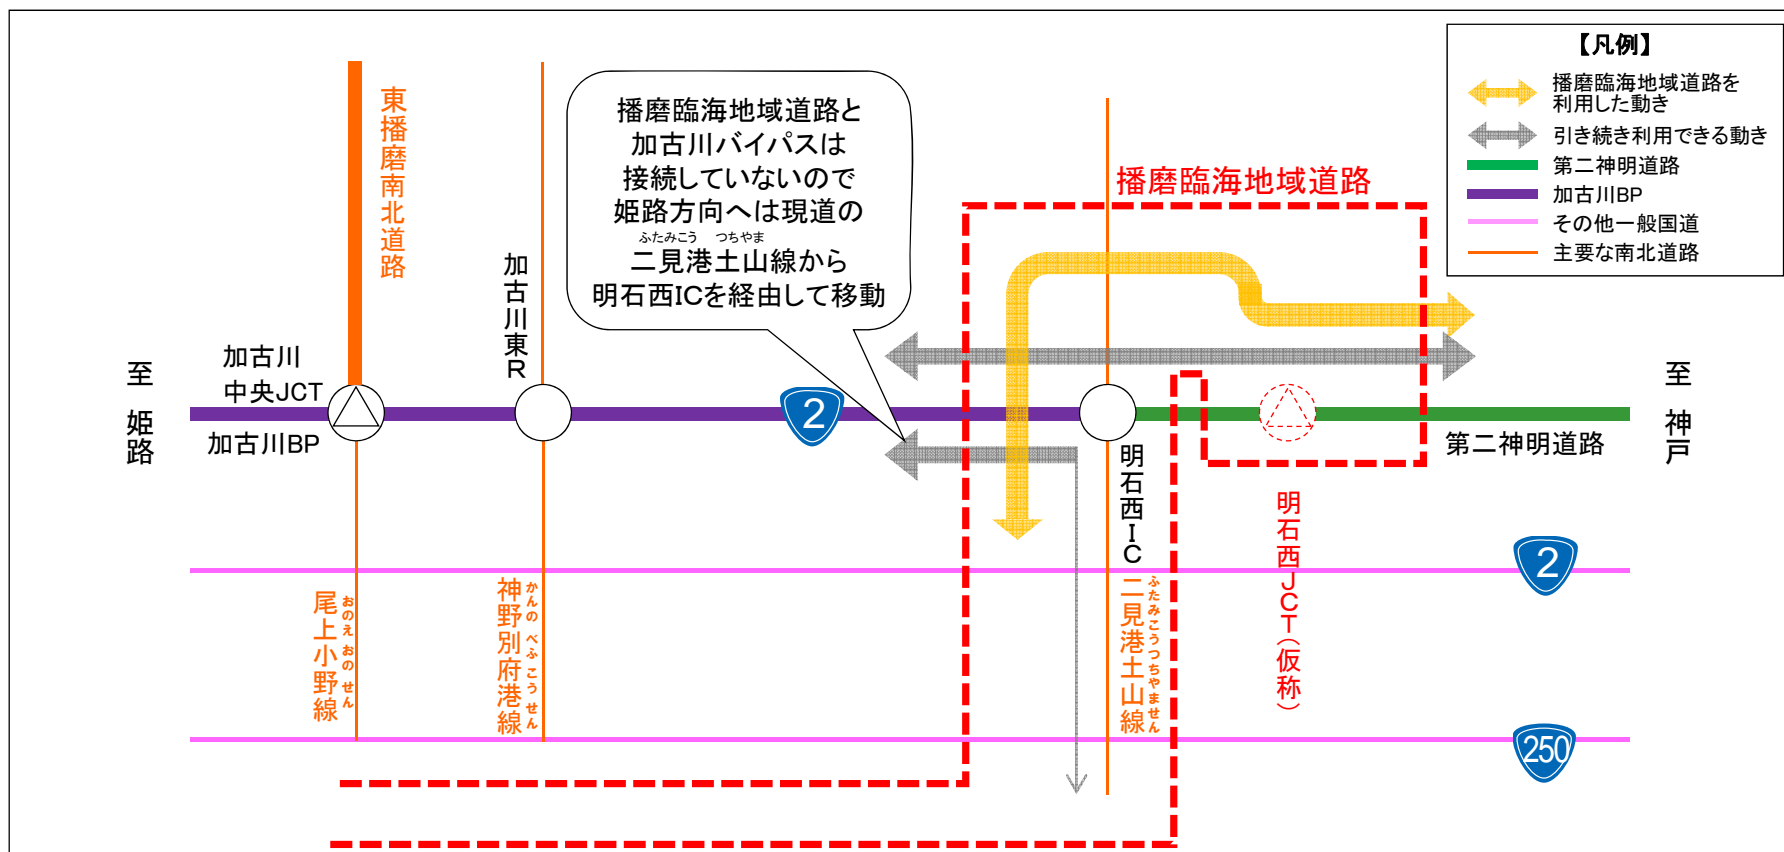 【凡例】
播磨臨海地域道路を
利用した動き
引き続き利用できる動き
第二神明道路
加古川BP
その他一般国道
主要な南北道路
播磨臨海地域道路と
加古川バイパスは
接続していないので
姫路方向へは現道の
ふたみこう つちやま
二見港土山線から
明石西ICを経由して移動
東播磨南北道路
加古川東R
播磨臨海地域道路
至 姫路
加古川
中央JCT
加古川BP
2
明石西IC
第二神明道路
至 神戸
明石西JCT(仮称)
2
尾上小野線
おのえ おの せん
神野別府港線
かんの べふ こう せん
二見港土山線
ふたみこうつちやません
250